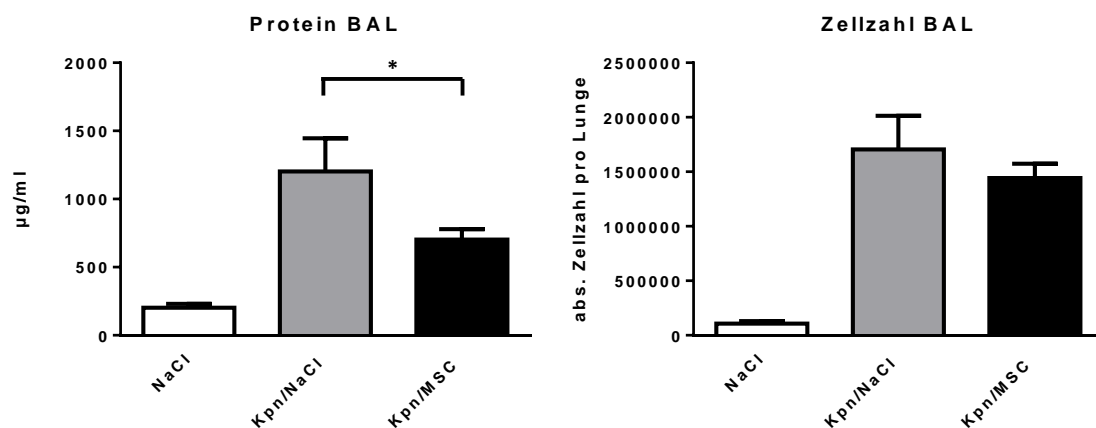 Protein BAL
2000
1500
1000
500
0
µg/ml
*
NaCl
Kpn/NaCl
Kpn/MSC
Zellzahl BAL
2500000
2000000
1500000
1000000
500000
0
abs. Zellzahl pro Lunge
NaCl
Kpn/NaCl
Kpn/MSC